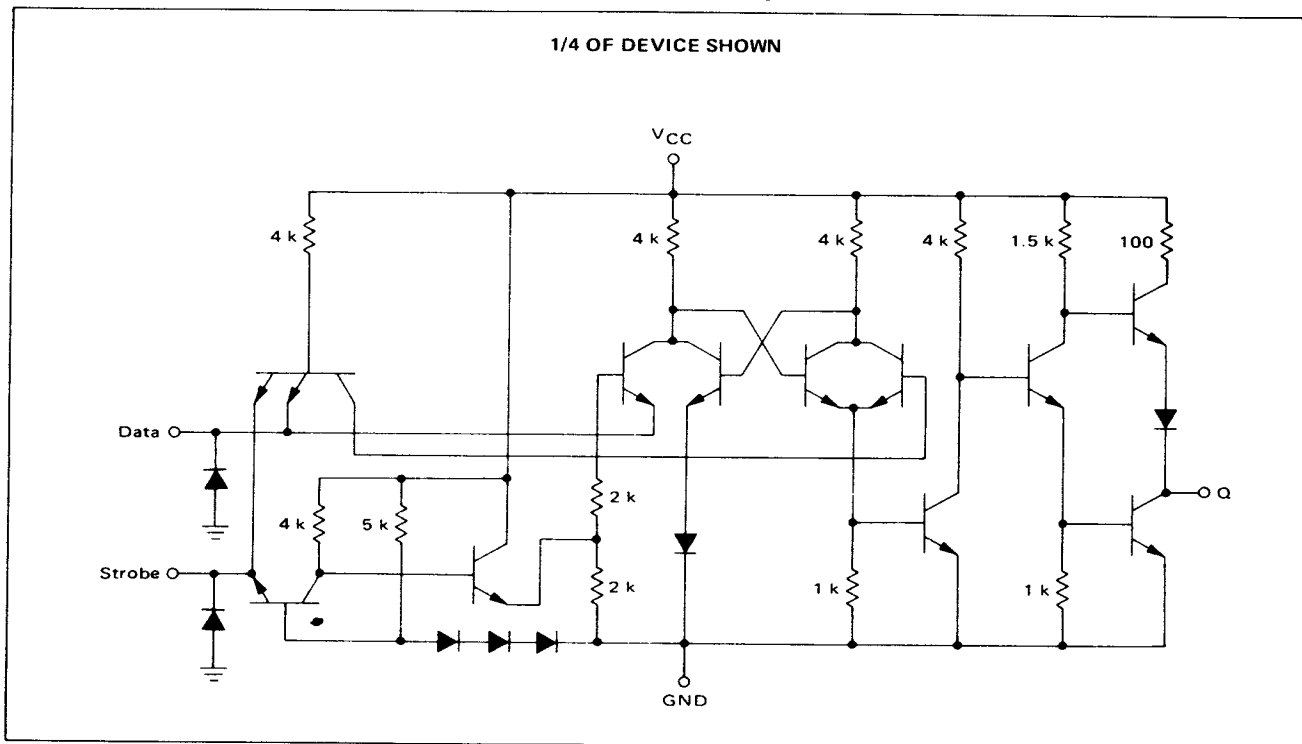 1/4 OF DEVICE SHOWN
VCC
4 k
4 k
4 k
4 k
1.5 k
100
Data
2 k
4 k
5 k
Q
Strobe
2 k
1 k
1 k
GND